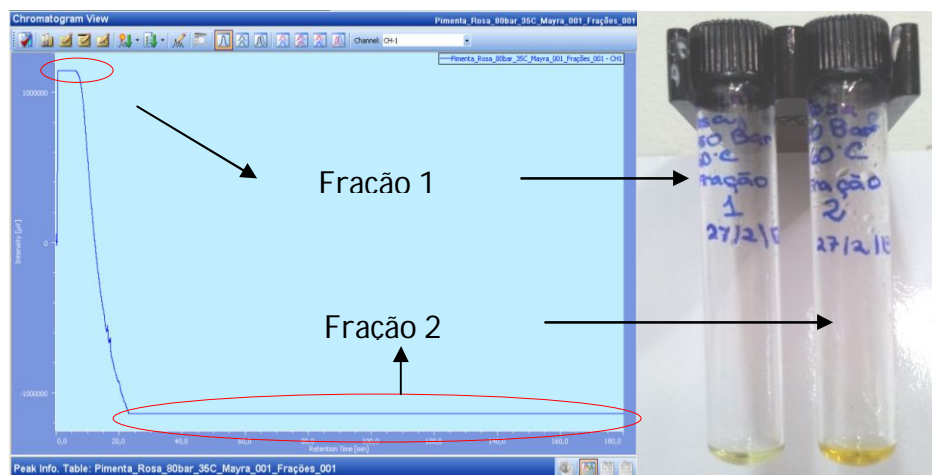 Chromatogram View
Pimenta_Rosa_80bar_35C_Mayra_001_Frações_001
Channel: CH-1
Pimenta_Rosa_80bar_35C_Mayra_001_Frações_001 - CH1
Intensity [µV]
1000000
0
-1000000
0,0 20,0 40,0 60,0 80,0 100,0 120,0 140,0 160,0 180,0
Retention Time [min]
Peak Info. Table: Pimenta_Rosa_80bar_35C_Mayra_001_Frações_001
Fração 1
Fração 2
Bar
0°C
ração
1
27/2/1
osa
0 Bar
60°C
Fração
2
27/2/1